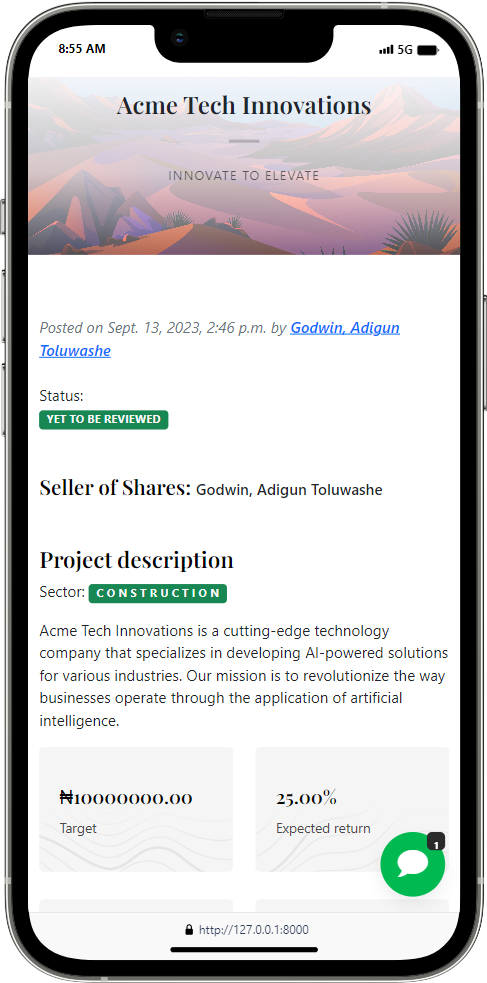 8:55 AM 5G
Acme Tech Innovations
INNOVATE TO ELEVATE
Posted on Sept. 13, 2023, 2:46 p.m. by Godwin, Adigun
Toluwashe
Status:
YET TO BE REVIEWED
Seller of Shares: Godwin, Adigun Toluwashe
Project description
Sector: CONSTRUCTION
Acme Tech Innovations is a cutting-edge technology
company that specializes in developing AI-powered solutions
for various industries. Our mission is to revolutionize the way
businesses operate through the application of artificial
intelligence.
₦10000000.00
Target
25.00%
Expected return
1
http://127.0.0.1:8000